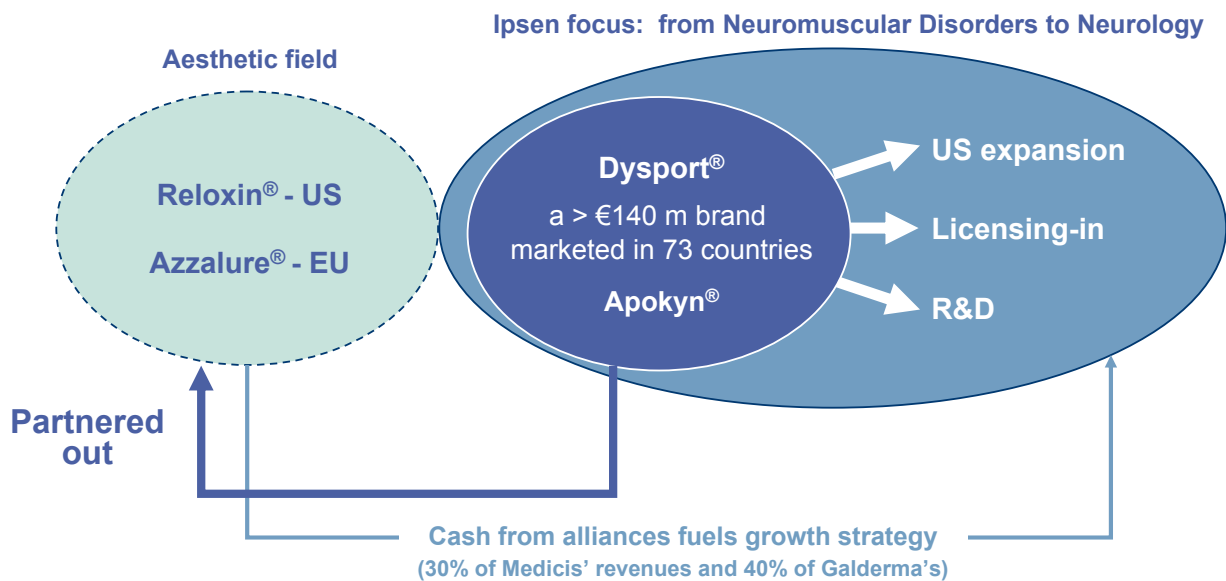 Ipsen focus:  from Neuromuscular Disorders to Neurology
Aesthetic field
Reloxin® - US
Azzalure® - EU
Dysport®
a > €140 m brand
marketed in 73 countries
Apokyn®
US expansion
Licensing-in
R&D
Partnered
out
Cash from alliances fuels growth strategy
(30% of Medicis’ revenues and 40% of Galderma’s)